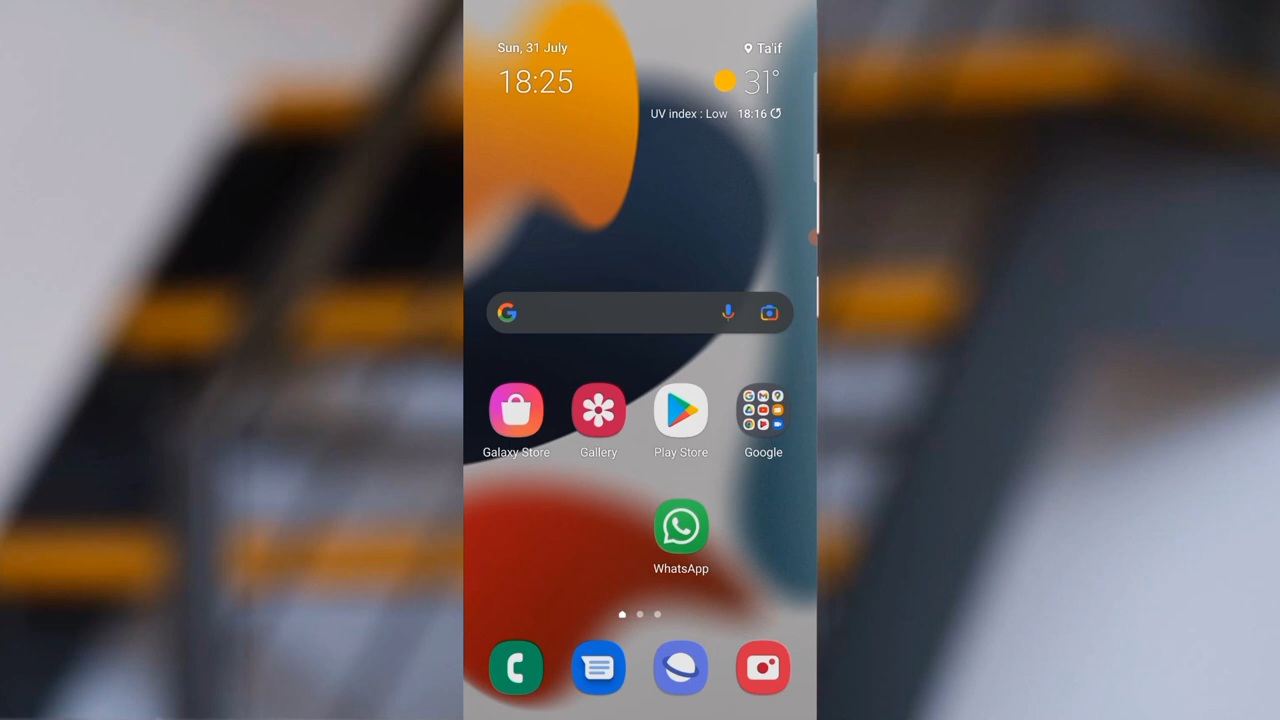 Sun, 31 July
Ta'if
18:25
31°
UV index : Low 18:16
Galaxy Store
Gallery
Play Store
Google
WhatsApp